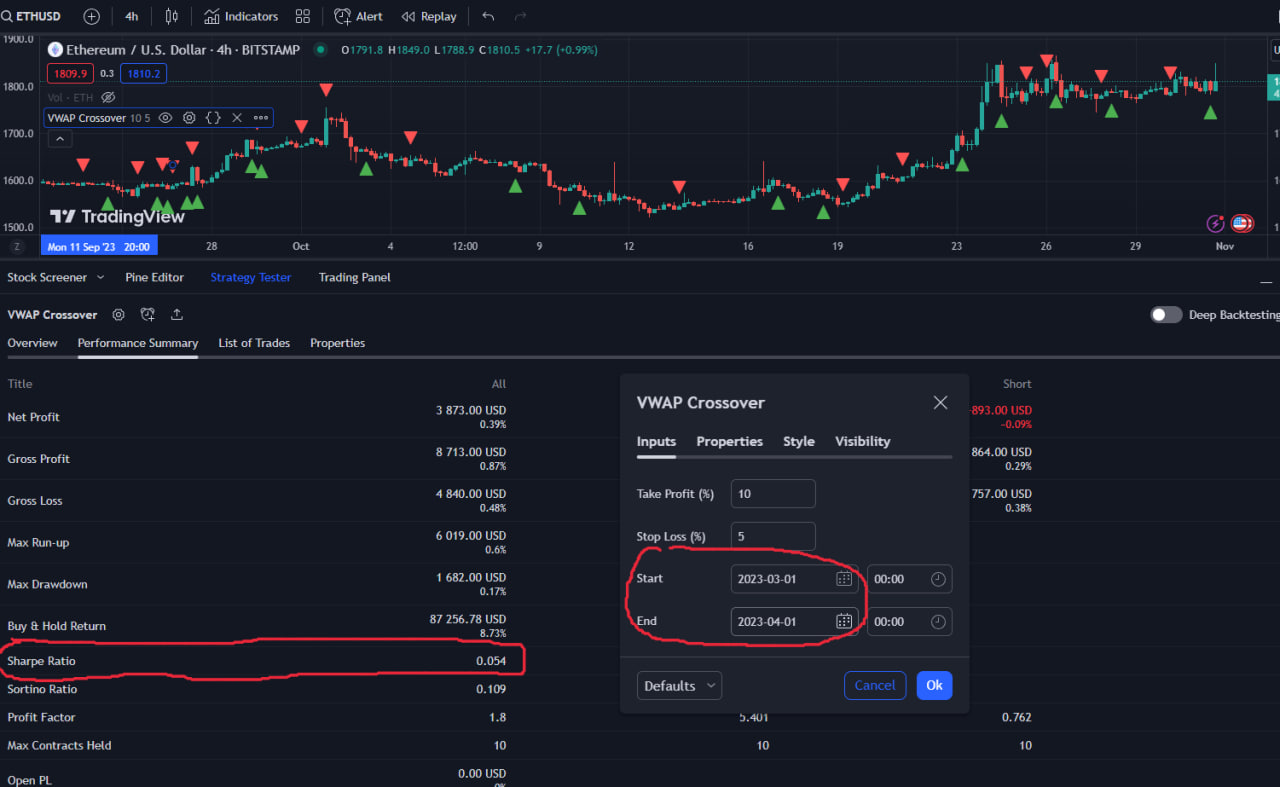 ETHUSD 4h Indicators Alert Replay
1900.0 Ethereum / U.S. Dollar · 4h · BITSTAMP O1791.8 H1849.0 L1788.9 C1810.5 +17.7 (+0.99%)
1809.9 0.3 1810.2
1800.0
Vol · ETH
VWAP Crossover 10 5
1700.0
1600.0
TradingView
1500.0
Z Mon 11 Sep '23 20:00 28 Oct 4 12:00 9 12 16 19 23 26 29 Nov
Stock Screener Pine Editor Strategy Tester Trading Panel
VWAP Crossover Deep Backtesting
Overview Performance Summary List of Trades Properties
Title All Short
Net Profit 3 873.00 USD -893.00 USD
0.39% -0.09%
Gross Profit 8 713.00 USD 864.00 USD
0.87% 0.29%
Gross Loss 4 840.00 USD 757.00 USD
0.48% 0.38%
Max Run-up 6 019.00 USD
0.6%
Max Drawdown 1 682.00 USD
0.17%
Buy & Hold Return 87 256.78 USD
8.73%
Sharpe Ratio 0.054
Sortino Ratio 0.109
Profit Factor 1.8 5.401 0.762
Max Contracts Held 10 10 10
Open PL 0.00 USD
0%
VWAP Crossover
Inputs Properties Style Visibility
Take Profit (%) 10
Stop Loss (%) 5
Start 2023-03-01 00:00
End 2023-04-01 00:00
Defaults Cancel Ok